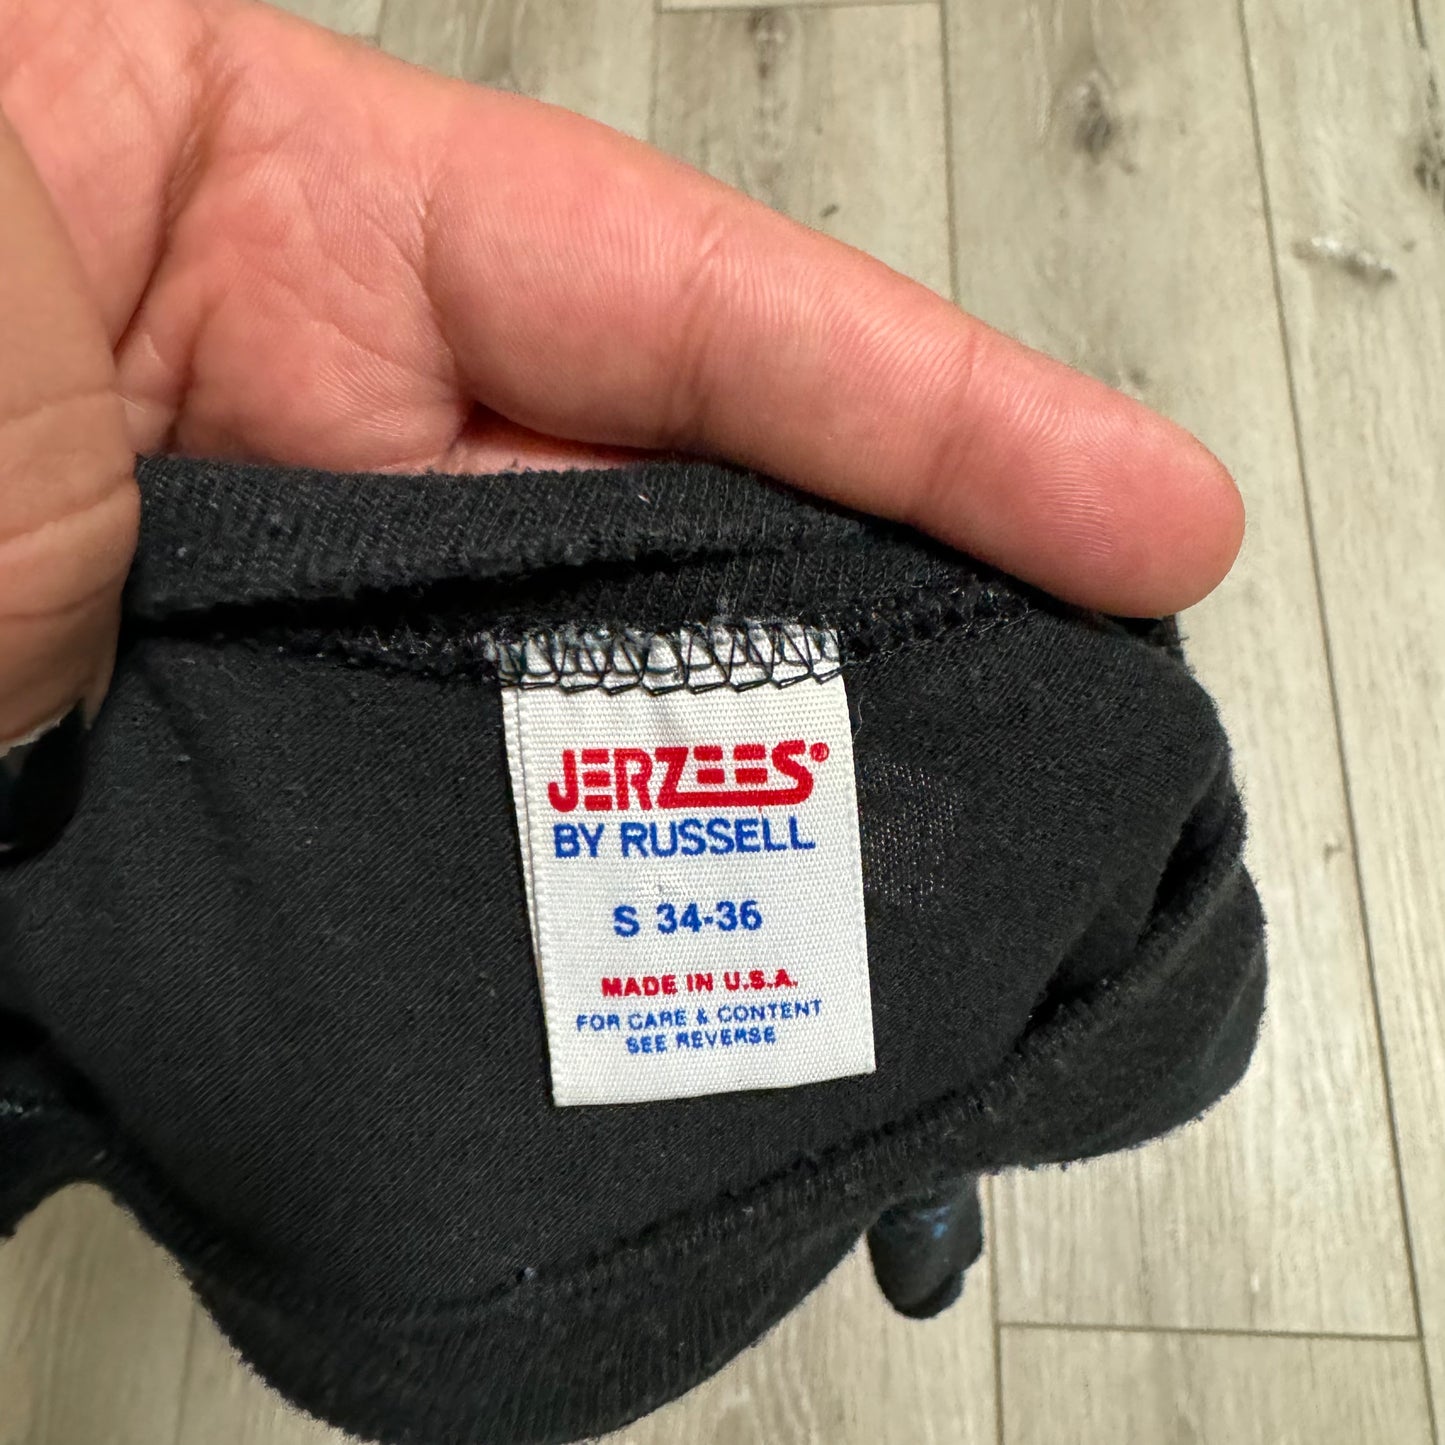 JERZEES®
BY RUSSELL
S 34-36
MADE IN U.S.A.
FOR CARE & CONTENT
SEE REVERSE